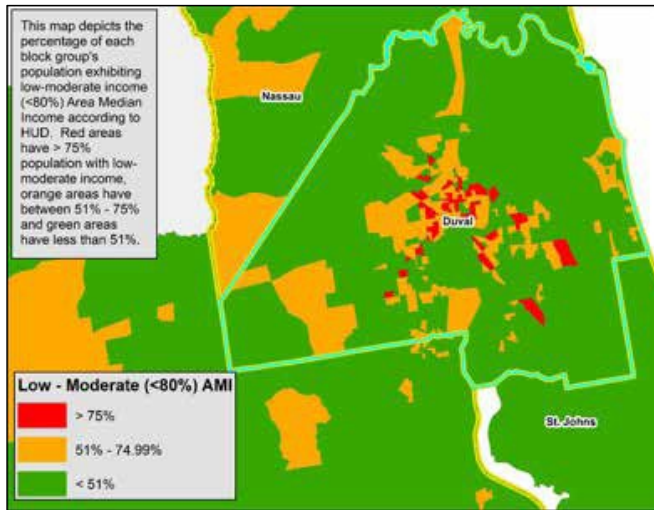 This map depicts the
percentage of each
block group's
population exhibiting
low-moderate income
(<80%) Area Median
Income according to
HUD. Red areas
have > 75%
population with low-
moderate income,
orange areas have
between 51% - 75%
and green areas
have less than 51%.
Nassau
Duval
Low - Moderate (<80%) AMI
> 75%
51% - 74.99%
< 51%
St. Johns